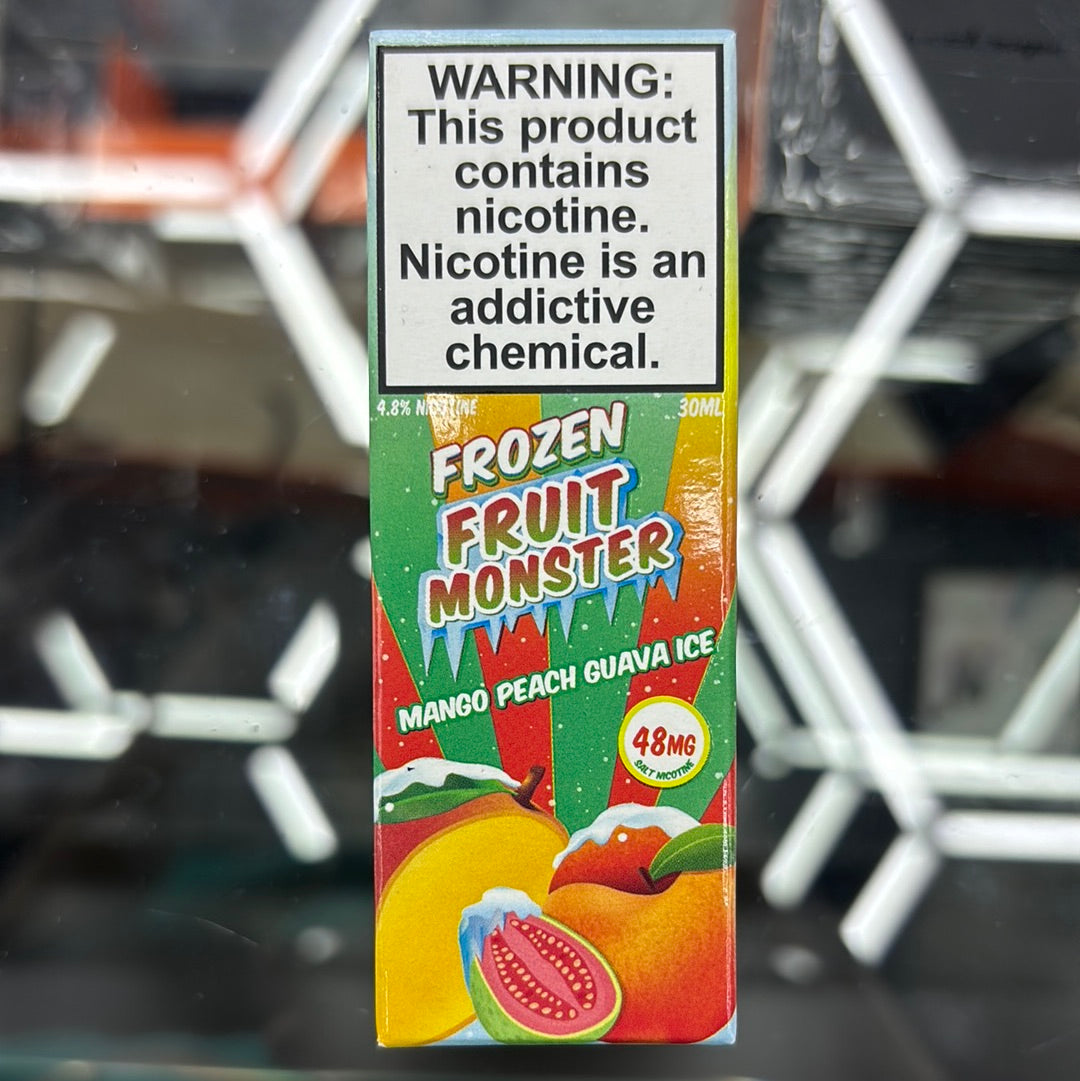 WARNING:
This product
contains
nicotine.
Nicotine is an
addictive
chemical.
4.8% NICOTINE 30ML
FROZEN
FRUIT
MONSTER
MANGO PEACH GUAVA ICE
48MG
SALT NICOTINE